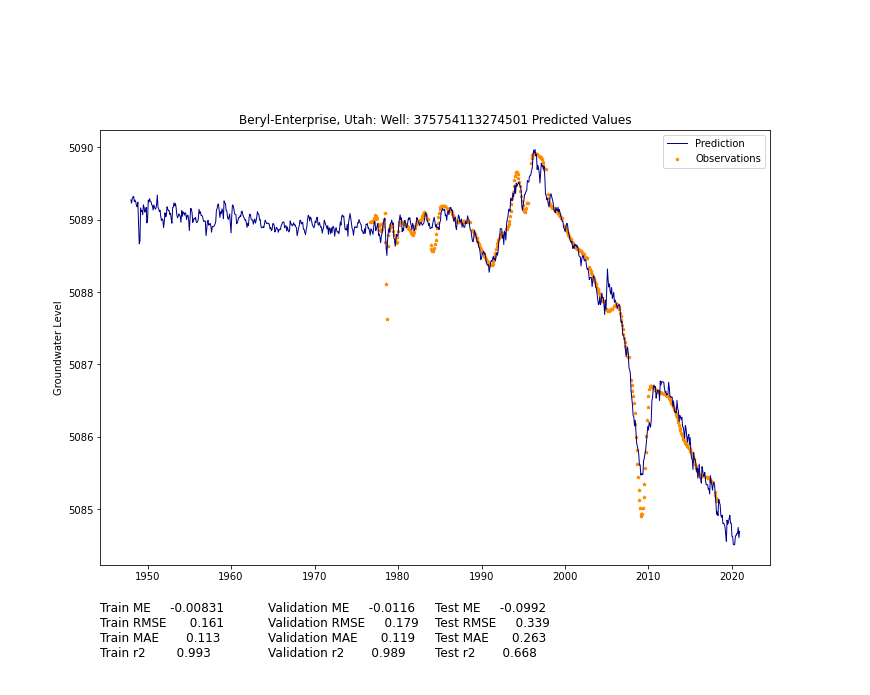 Beryl-Enterprise, Utah: Well: 375754113274501 Predicted Values
Prediction
Observations
Groundwater Level
5090
5089
5088
5087
5086
5085
1950 1960 1970 1980 1990 2000 2010 2020
Train ME -0.00831 Validation ME -0.0116 Test ME -0.0992
Train RMSE 0.161 Validation RMSE 0.179 Test RMSE 0.339
Train MAE 0.113 Validation MAE 0.119 Test MAE 0.263
Train r2 0.993 Validation r2 0.989 Test r2 0.668